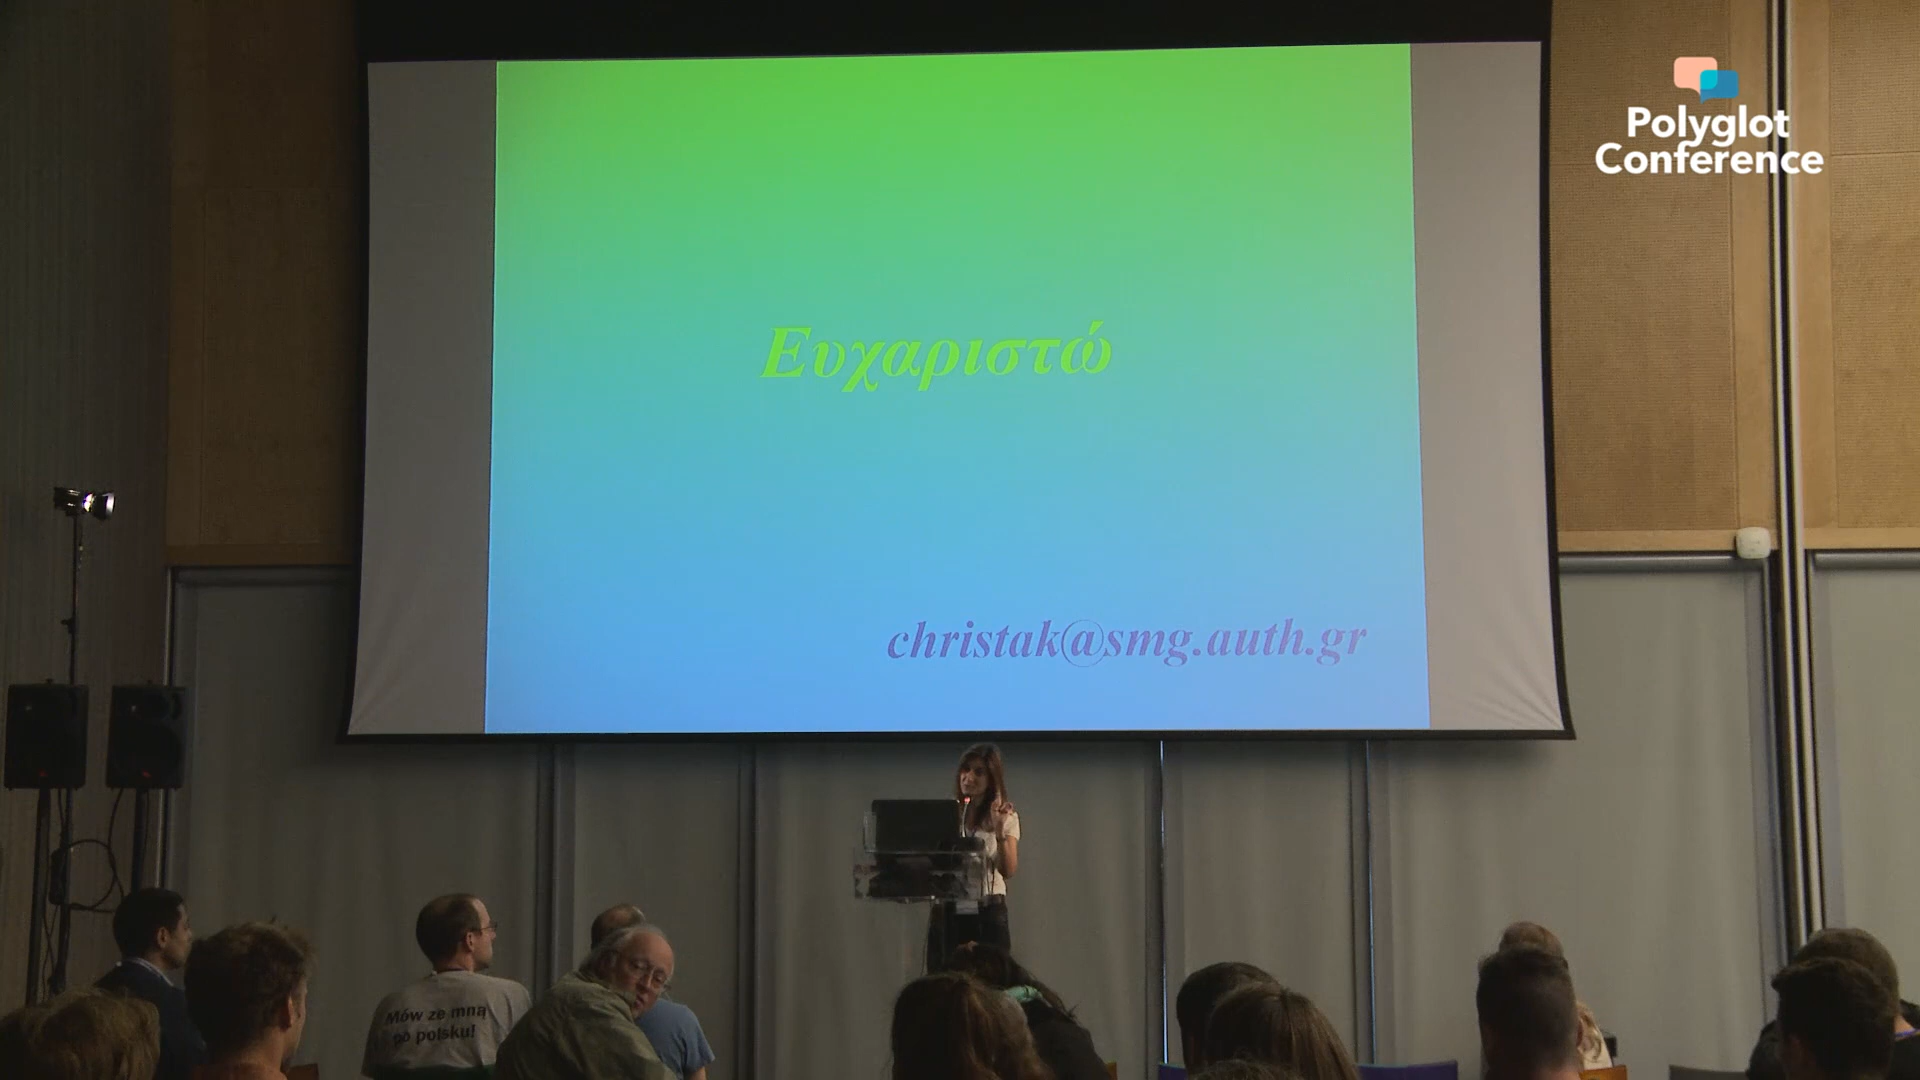 Polyglot
Conference
Ευχαριστώ
christak@smg.auth.gr
Mów ze mną
po polsku!